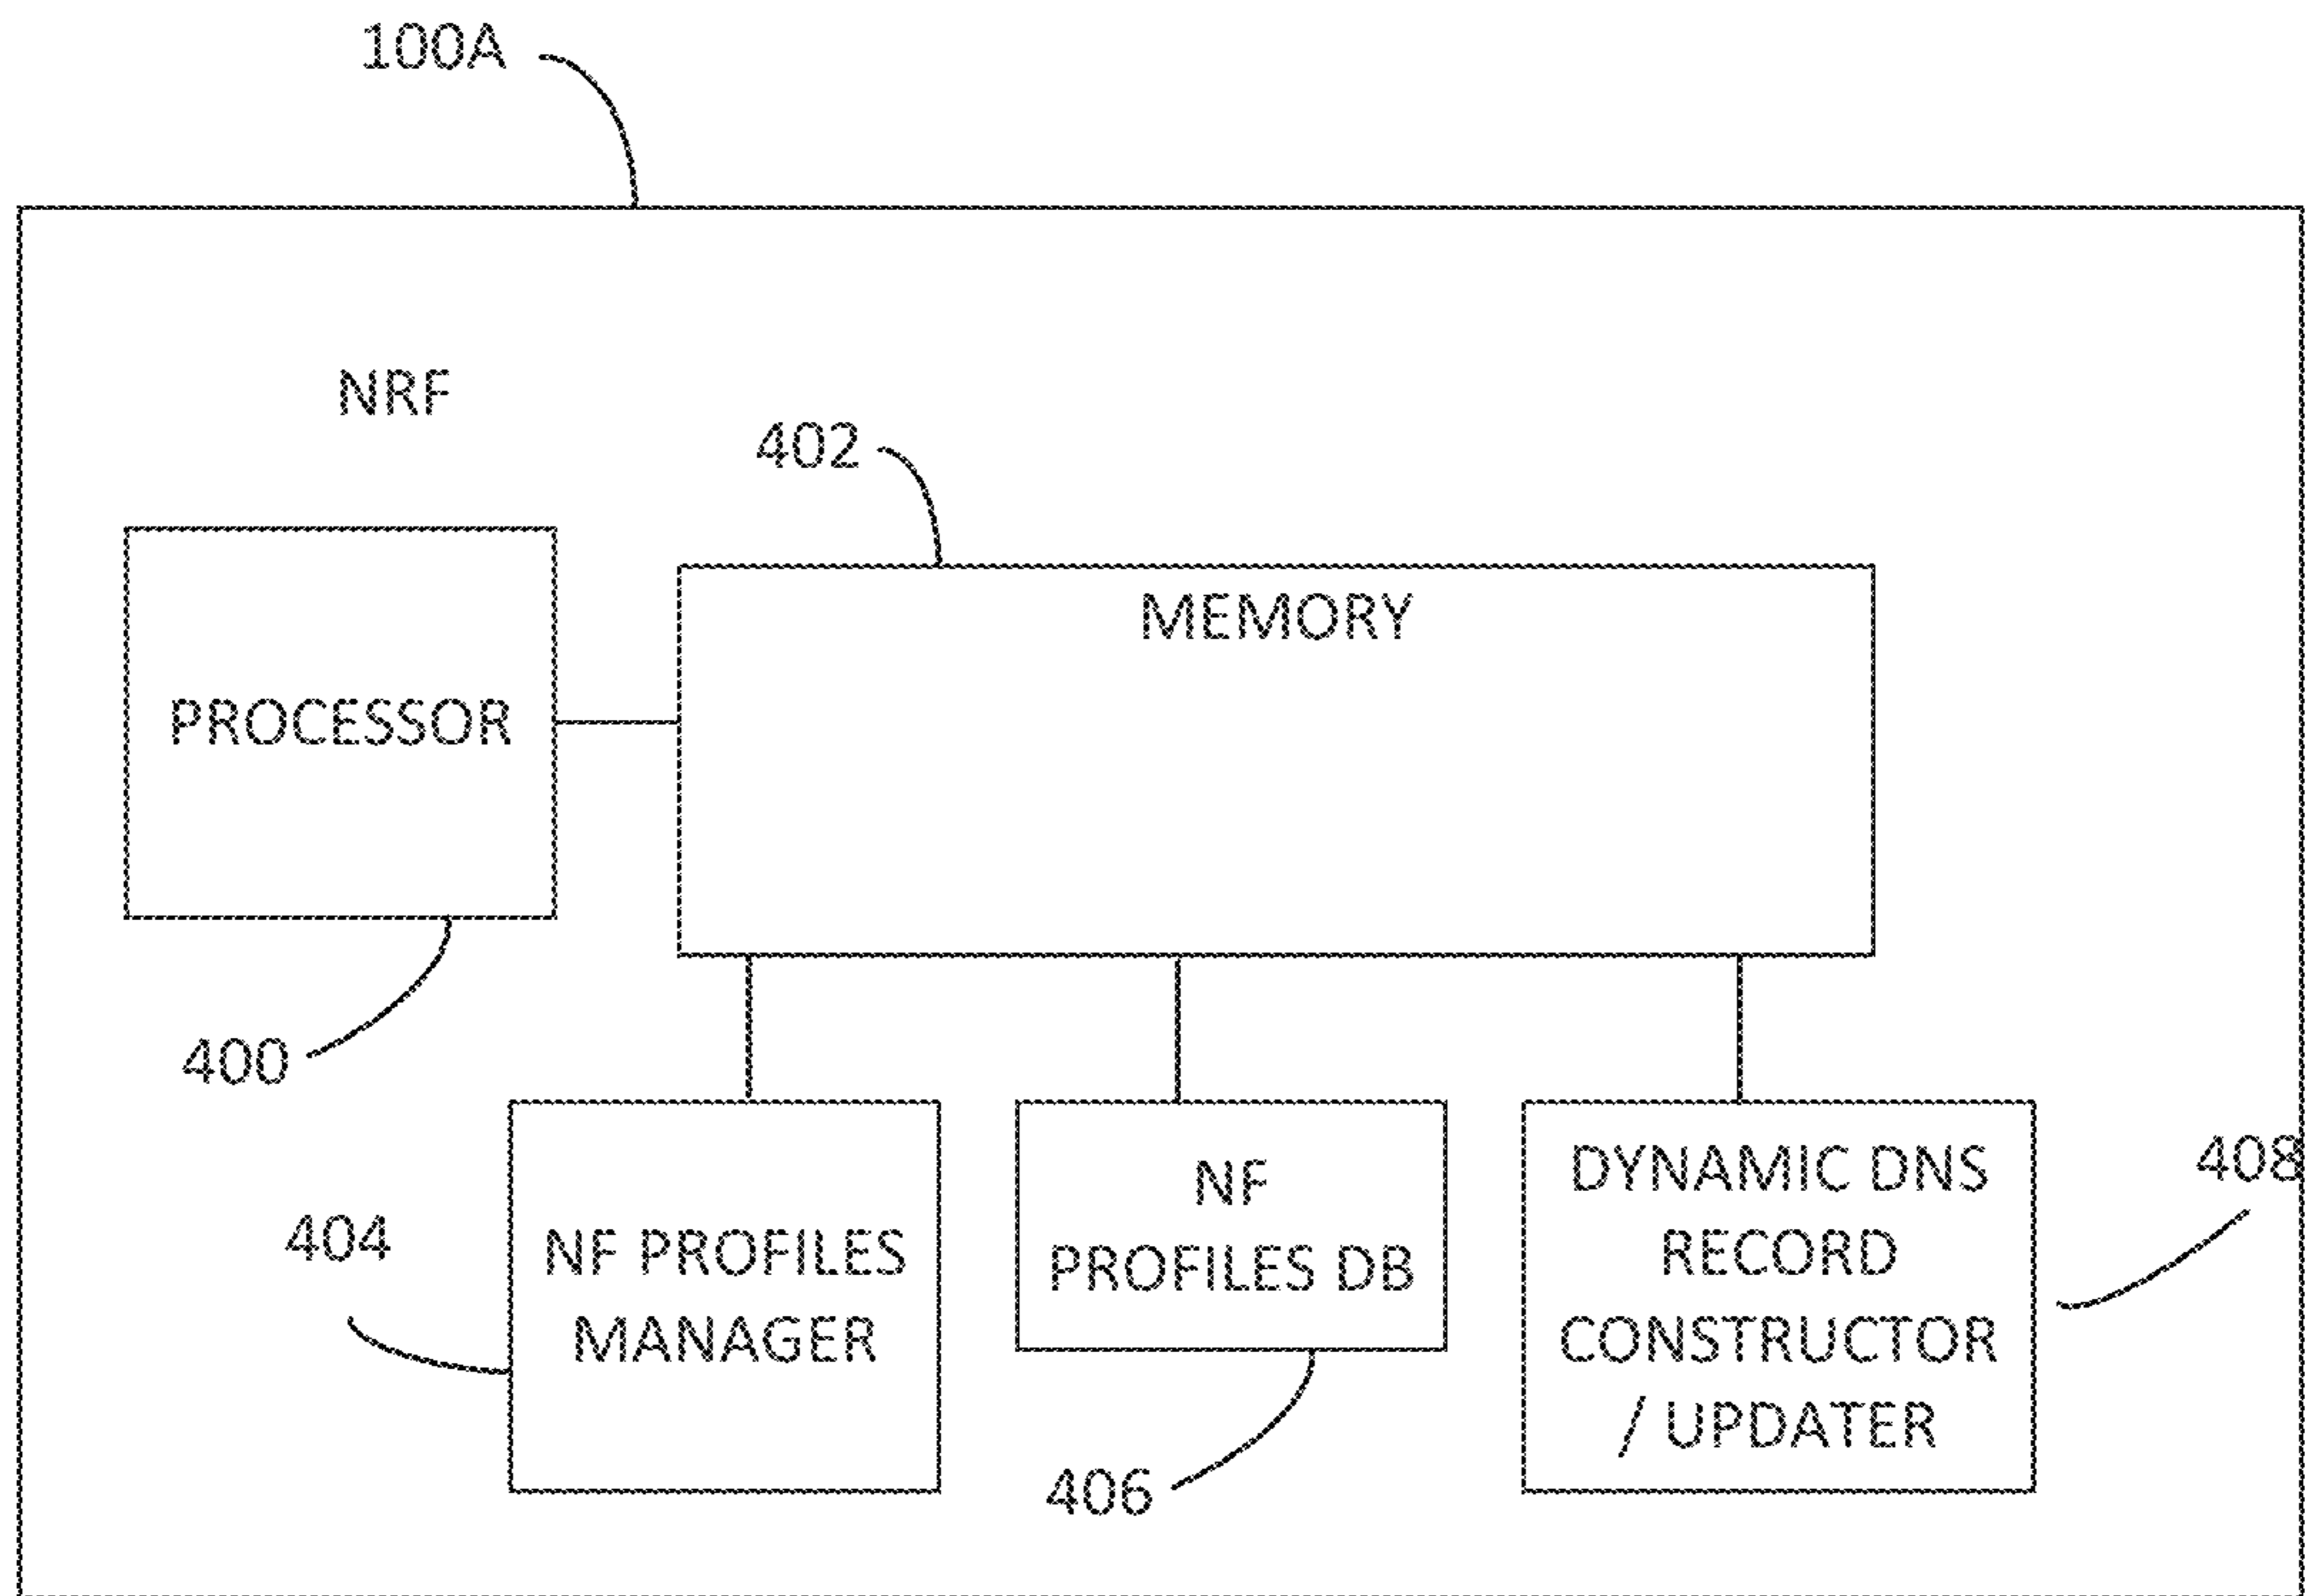 100A
NRF
402
MEMORY
PROCESSOR
400
404
NF PROFILES
MANAGER
NF
PROFILES DB
406
DYNAMIC DNS
RECORD
CONSTRUCTOR
/ UPDATER
408